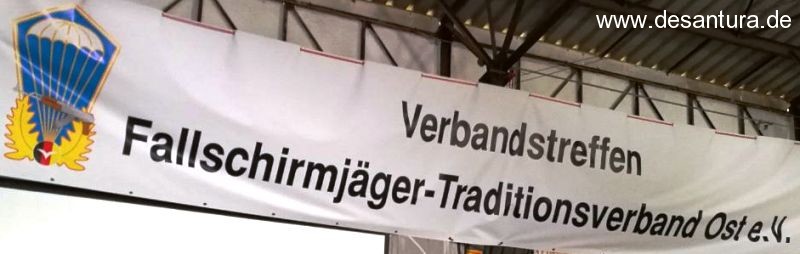 www.desantura.de
Verbandstreffen
Fallschirmjäger-Traditionsverband Ost e.V.